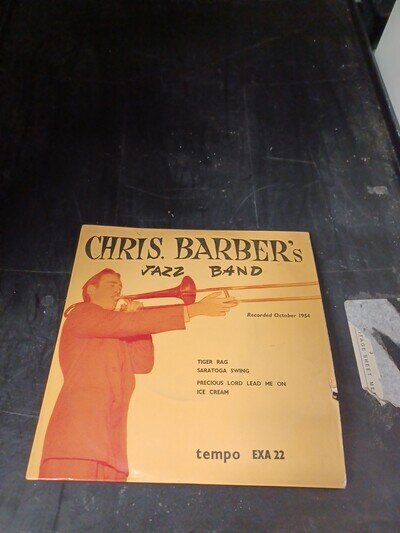 CHRIS. BARBER's
JAZZ BAND
Recorded October 1954
TIGER RAG
SARATOGA SWING
PRECIOUS LORD LEAD ME ON
ICE CREAM
tempo EXA 22